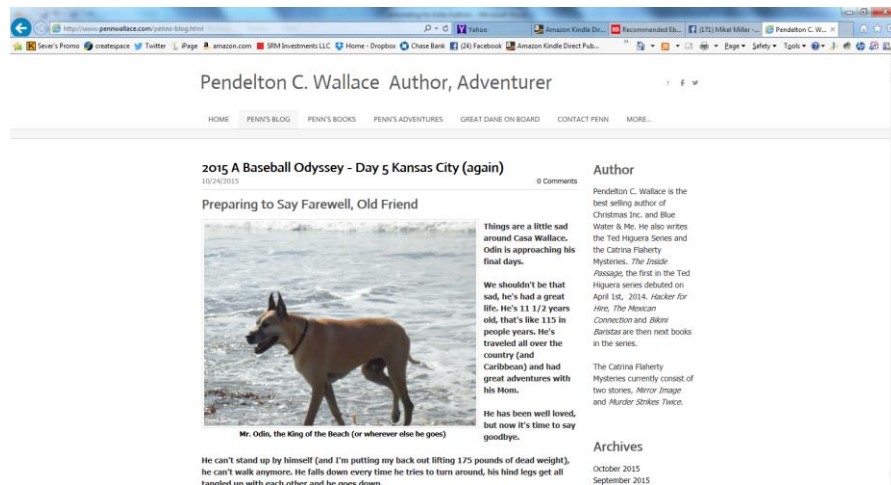 http://www.pennwallace.com/penns-blog.html
Yahoo
Amazon Kindle Dir...
Recommended Eb...
(171) Mikel Miller -...
Pendelton C. W...
Sever's Promo
createspace
Twitter
iPage
amazon.com
SRM Investments LLC
Home - Dropbox
Chase Bank
(24) Facebook
Amazon Kindle Direct Pub...
Page
Safety
Tools
Pendelton C. Wallace Author, Adventurer
HOME
PENN'S BLOG
PENN'S BOOKS
PENN'S ADVENTURES
GREAT DANE ON BOARD
CONTACT PENN
MORE...
2015 A Baseball Odyssey - Day 5 Kansas City (again)
10/24/2015
0 Comments
Preparing to Say Farewell, Old Friend
Things are a little sad
around Casa Wallace.
Odin is approaching his
final days.
We shouldn't be that
sad, he's had a great
life. He's 11 1/2 years
old, that's like 115 in
people years. He's
traveled all over the
country (and
Caribbean) and had
great adventures with
his Mom.
He has been well loved,
but now it's time to say
goodbye.
Mr. Odin, the King of the Beach (or wherever else he goes)
He can't stand up by himself (and I'm putting my back out lifting 175 pounds of dead weight),
he can't walk anymore. He falls down every time he tries to turn around, his hind legs get all
tangled up with each other and he goes down
Author
Pendleton C. Wallace is the
best selling author of
Christmas Inc. and Blue
Water & Me. He also writes
the Ted Higuera Series and
the Catrina Flaherty
Mysteries. The Inside
Passage, the first in the Ted
Higuera series debuted on
April 1st, 2014. Hacker for
Hire, The Mexican
Connection and Bikini
Baristas are then next books
in the series.
The Catrina Flaherty
Mysteries currently consist of
two stories, Mirror Image
and Murder Strikes Twice.
Archives
October 2015
September 2015